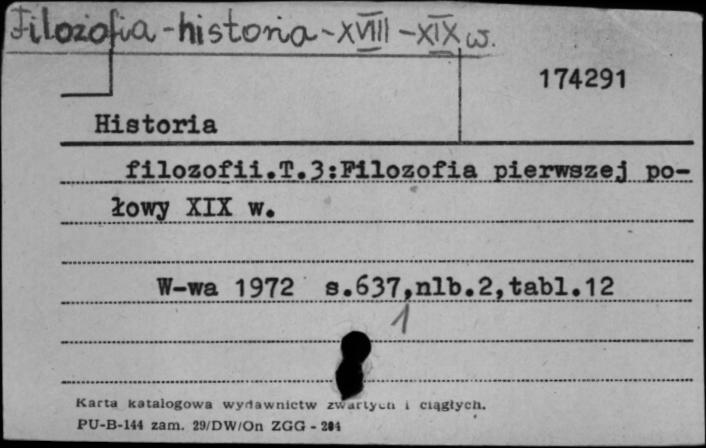 Filozofia - historia - XVIII - XIX w.
174291
Historia
filozofii.T.3:Filozofia pierwszej po-
łowy XIX w.
W-wa 1972 s.637,nlb.2,tabl.12
1
Karta katalogowa wydawnictw zwartych i ciągłych.
PU-B-144 zam. 29/DW/On ZGG - 204